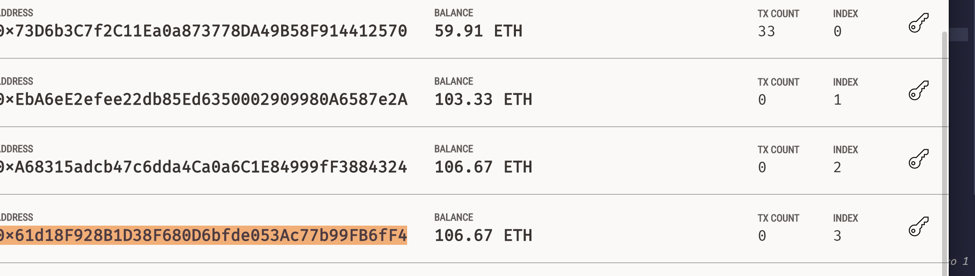 ADDRESS BALANCE TX COUNT INDEX
0x73D6b3C7f2C11Ea0a873778DA49B58F914412570 59.91 ETH 33 0
ADDRESS BALANCE TX COUNT INDEX
0xEbA6eE2efee22db85Ed6350002909980A6587e2A 103.33 ETH 0 1
ADDRESS BALANCE TX COUNT INDEX
0xA68315adcb47c6dda4Ca0a6C1E84999fF3884324 106.67 ETH 0 2
ADDRESS BALANCE TX COUNT INDEX
0x61d18F928B1D38F680D6bfde053Ac77b99FB6fF4 106.67 ETH 0 3